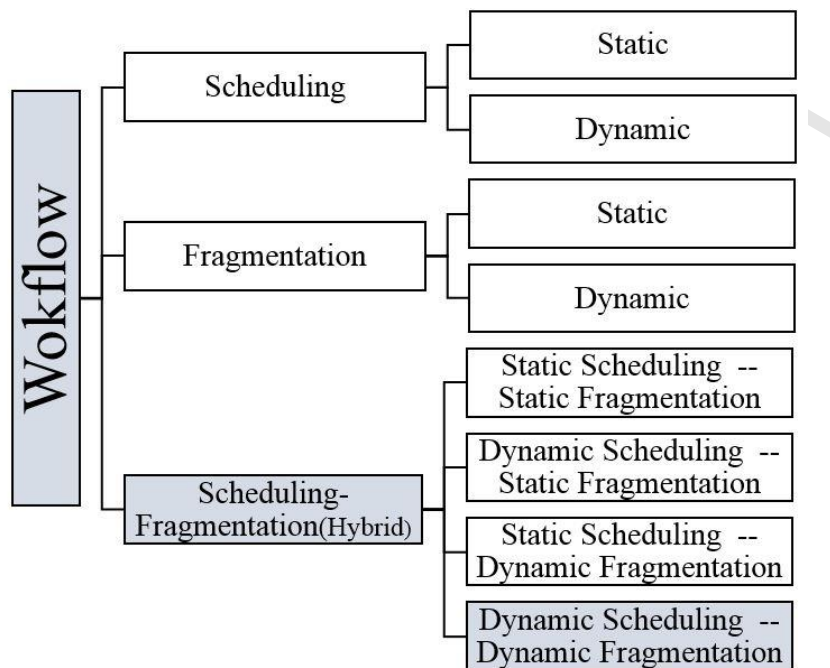 Wokflow
Scheduling
Static
Dynamic
Fragmentation
Static
Dynamic
Scheduling-
Fragmentation(Hybrid)
Static Scheduling --
Static Fragmentation
Dynamic Scheduling --
Static Fragmentation
Static Scheduling --
Dynamic Fragmentation
Dynamic Scheduling --
Dynamic Fragmentation